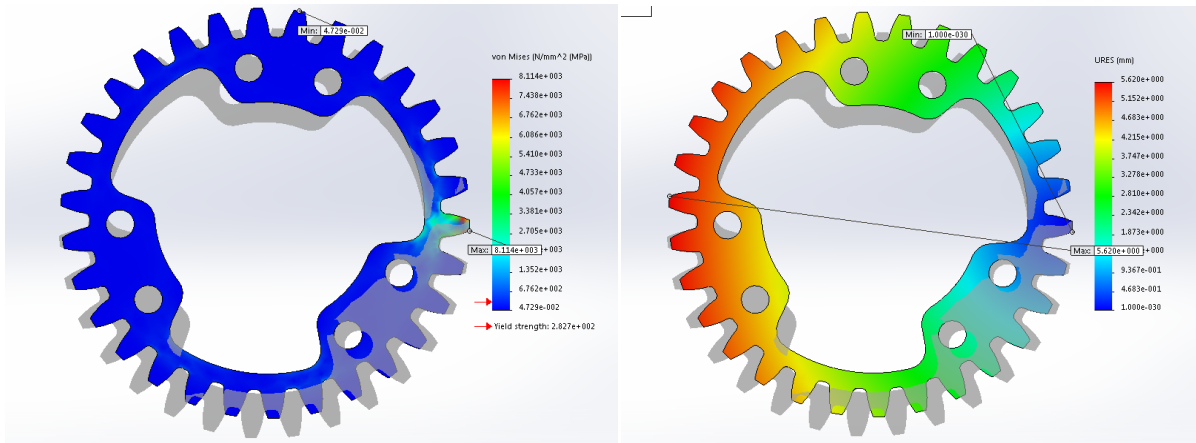 Min: 4.729e-002
von Mises (N/mm^2 (MPa))
8.114e+003
7.438e+003
6.762e+003
6.086e+003
5.410e+003
4.733e+003
4.057e+003
3.381e+003
2.705e+003
Max: 8.114e+003
e+003
1.352e+003
6.762e+002
4.729e-002
Yield strength: 2.827e+002
Min: 1.000e-030
URES (mm)
5.620e+000
5.152e+000
4.683e+000
4.215e+000
3.747e+000
3.278e+000
2.810e+000
2.342e+000
1.873e+000
Max: 5.620e+000
e+000
9.367e-001
4.683e-001
1.000e-030